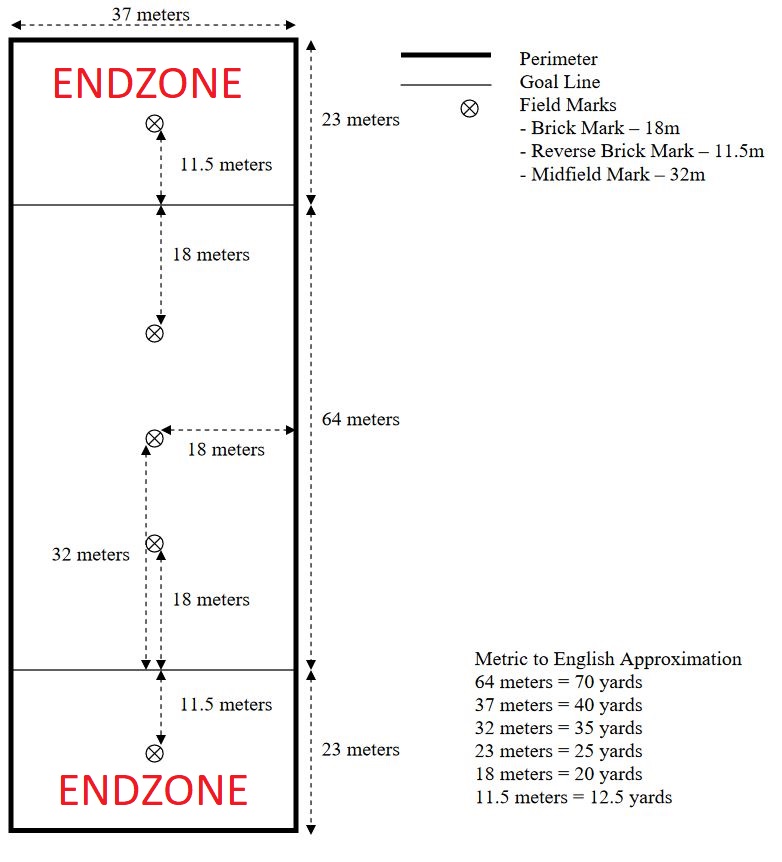 37 meters
ENDZONE
23 meters
11.5 meters
18 meters
64 meters
18 meters
32 meters
18 meters
11.5 meters
23 meters
ENDZONE
Perimeter
Goal Line
Field Marks
- Brick Mark – 18m
- Reverse Brick Mark – 11.5m
- Midfield Mark – 32m
Metric to English Approximation
64 meters = 70 yards
37 meters = 40 yards
32 meters = 35 yards
23 meters = 25 yards
18 meters = 20 yards
11.5 meters = 12.5 yards